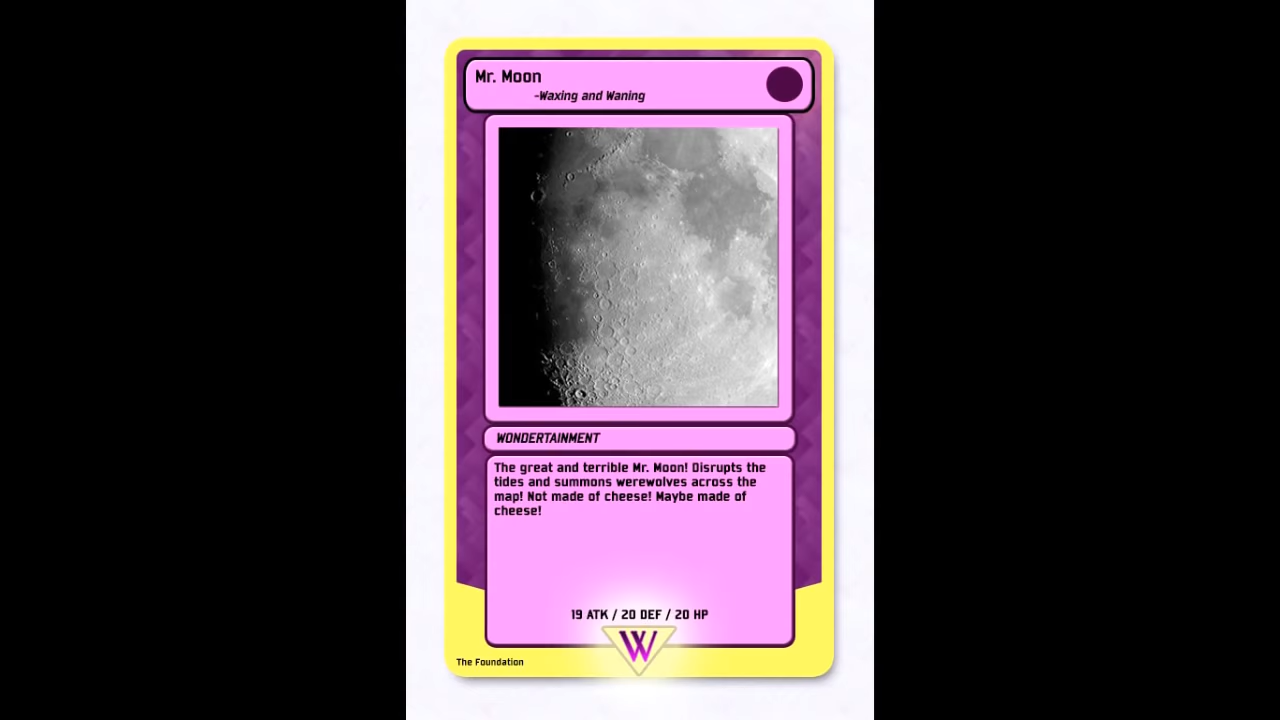 Mr. Moon
-Waxing and Waning
WONDERTAINMENT
The great and terrible Mr. Moon! Disrupts the
tides and summons werewolves across the
map! Not made of cheese! Maybe made of
cheese!
19 ATK / 20 DEF / 20 HP
W
The Foundation